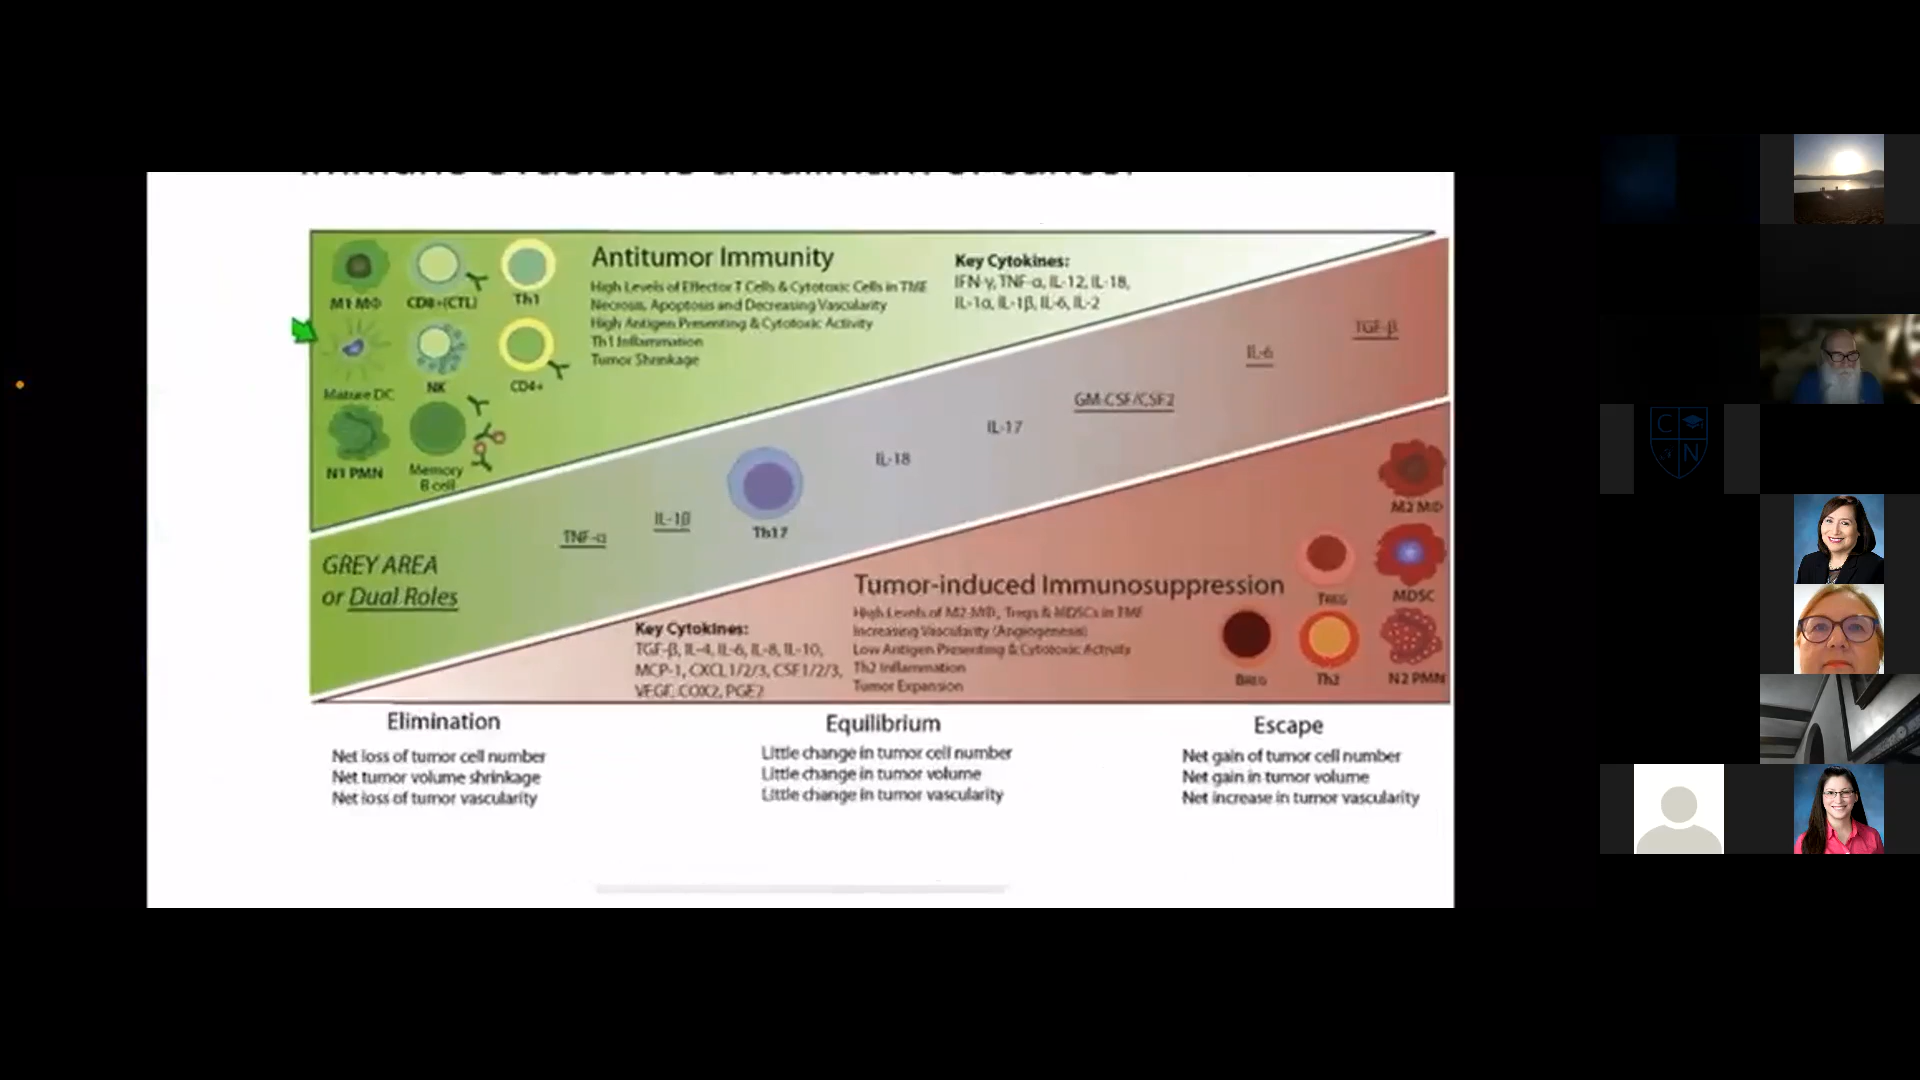 Antitumor Immunity
High Levels of Effector T Cells & Cytotoxic Cells in TME
Necrosis, Apoptosis and Decreasing Vascularity
High Antigen Presenting & Cytotoxic Activity
Th1 Inflammation
Tumor Shrinkage
Key Cytokines:
IFN-γ, TNF-α, IL-12, IL-18,
IL-1α, IL-1β, IL-6, IL-2
M1 MΦ
CD8+(CTL)
Th1
Mature DC
NK
CD4+
N1 PMN
Memory
B cell
TGF-β
IL-6
GM-CSF/CSF2
IL-17
IL-18
Th17
IL-1β
TNF-α
GREY AREA
or Dual Roles
Tumor-induced Immunosuppression
High Levels of M2-MΦ, Tregs & MDSCs in TME
Increasing Vascularity (Angiogenesis)
Low Antigen Presenting & Cytotoxic Activity
Th2 Inflammation
Tumor Expansion
Key Cytokines:
TGF-β, IL-4, IL-6, IL-8, IL-10,
MCP-1, CXCL1/2/3, CSF1/2/3,
VEGF, COX2, PGE2
M2 MΦ
TREG
MDSC
BREG
Th2
N2 PMN
Elimination
Net loss of tumor cell number
Net tumor volume shrinkage
Net loss of tumor vascularity
Equilibrium
Little change in tumor cell number
Little change in tumor volume
Little change in tumor vascularity
Escape
Net gain of tumor cell number
Net gain in tumor volume
Net increase in tumor vascularity
C
N